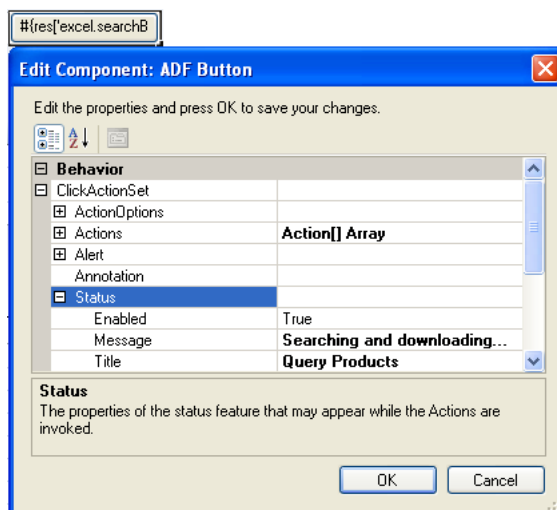 #{res['excel.searchB
Edit Component: ADF Button
Edit the properties and press OK to save your changes.
Behavior
ClickActionSet
ActionOptions
Actions Action[] Array
Alert
Annotation
Status
Enabled True
Message Searching and downloading...
Title Query Products
Status
The properties of the status feature that may appear while the Actions are
invoked.
OK Cancel